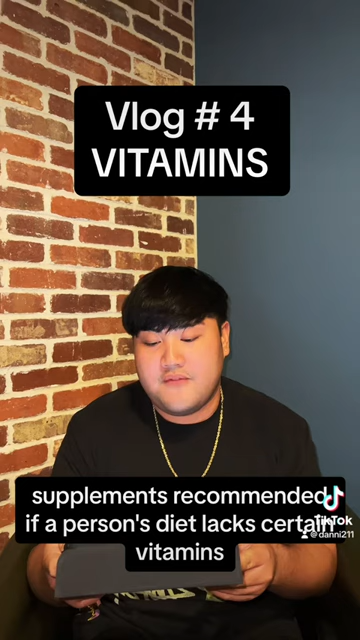 Vlog # 4
VITAMINS
supplements recommended
if a person's diet lacks certain
vitamins
TikTok
@danni211